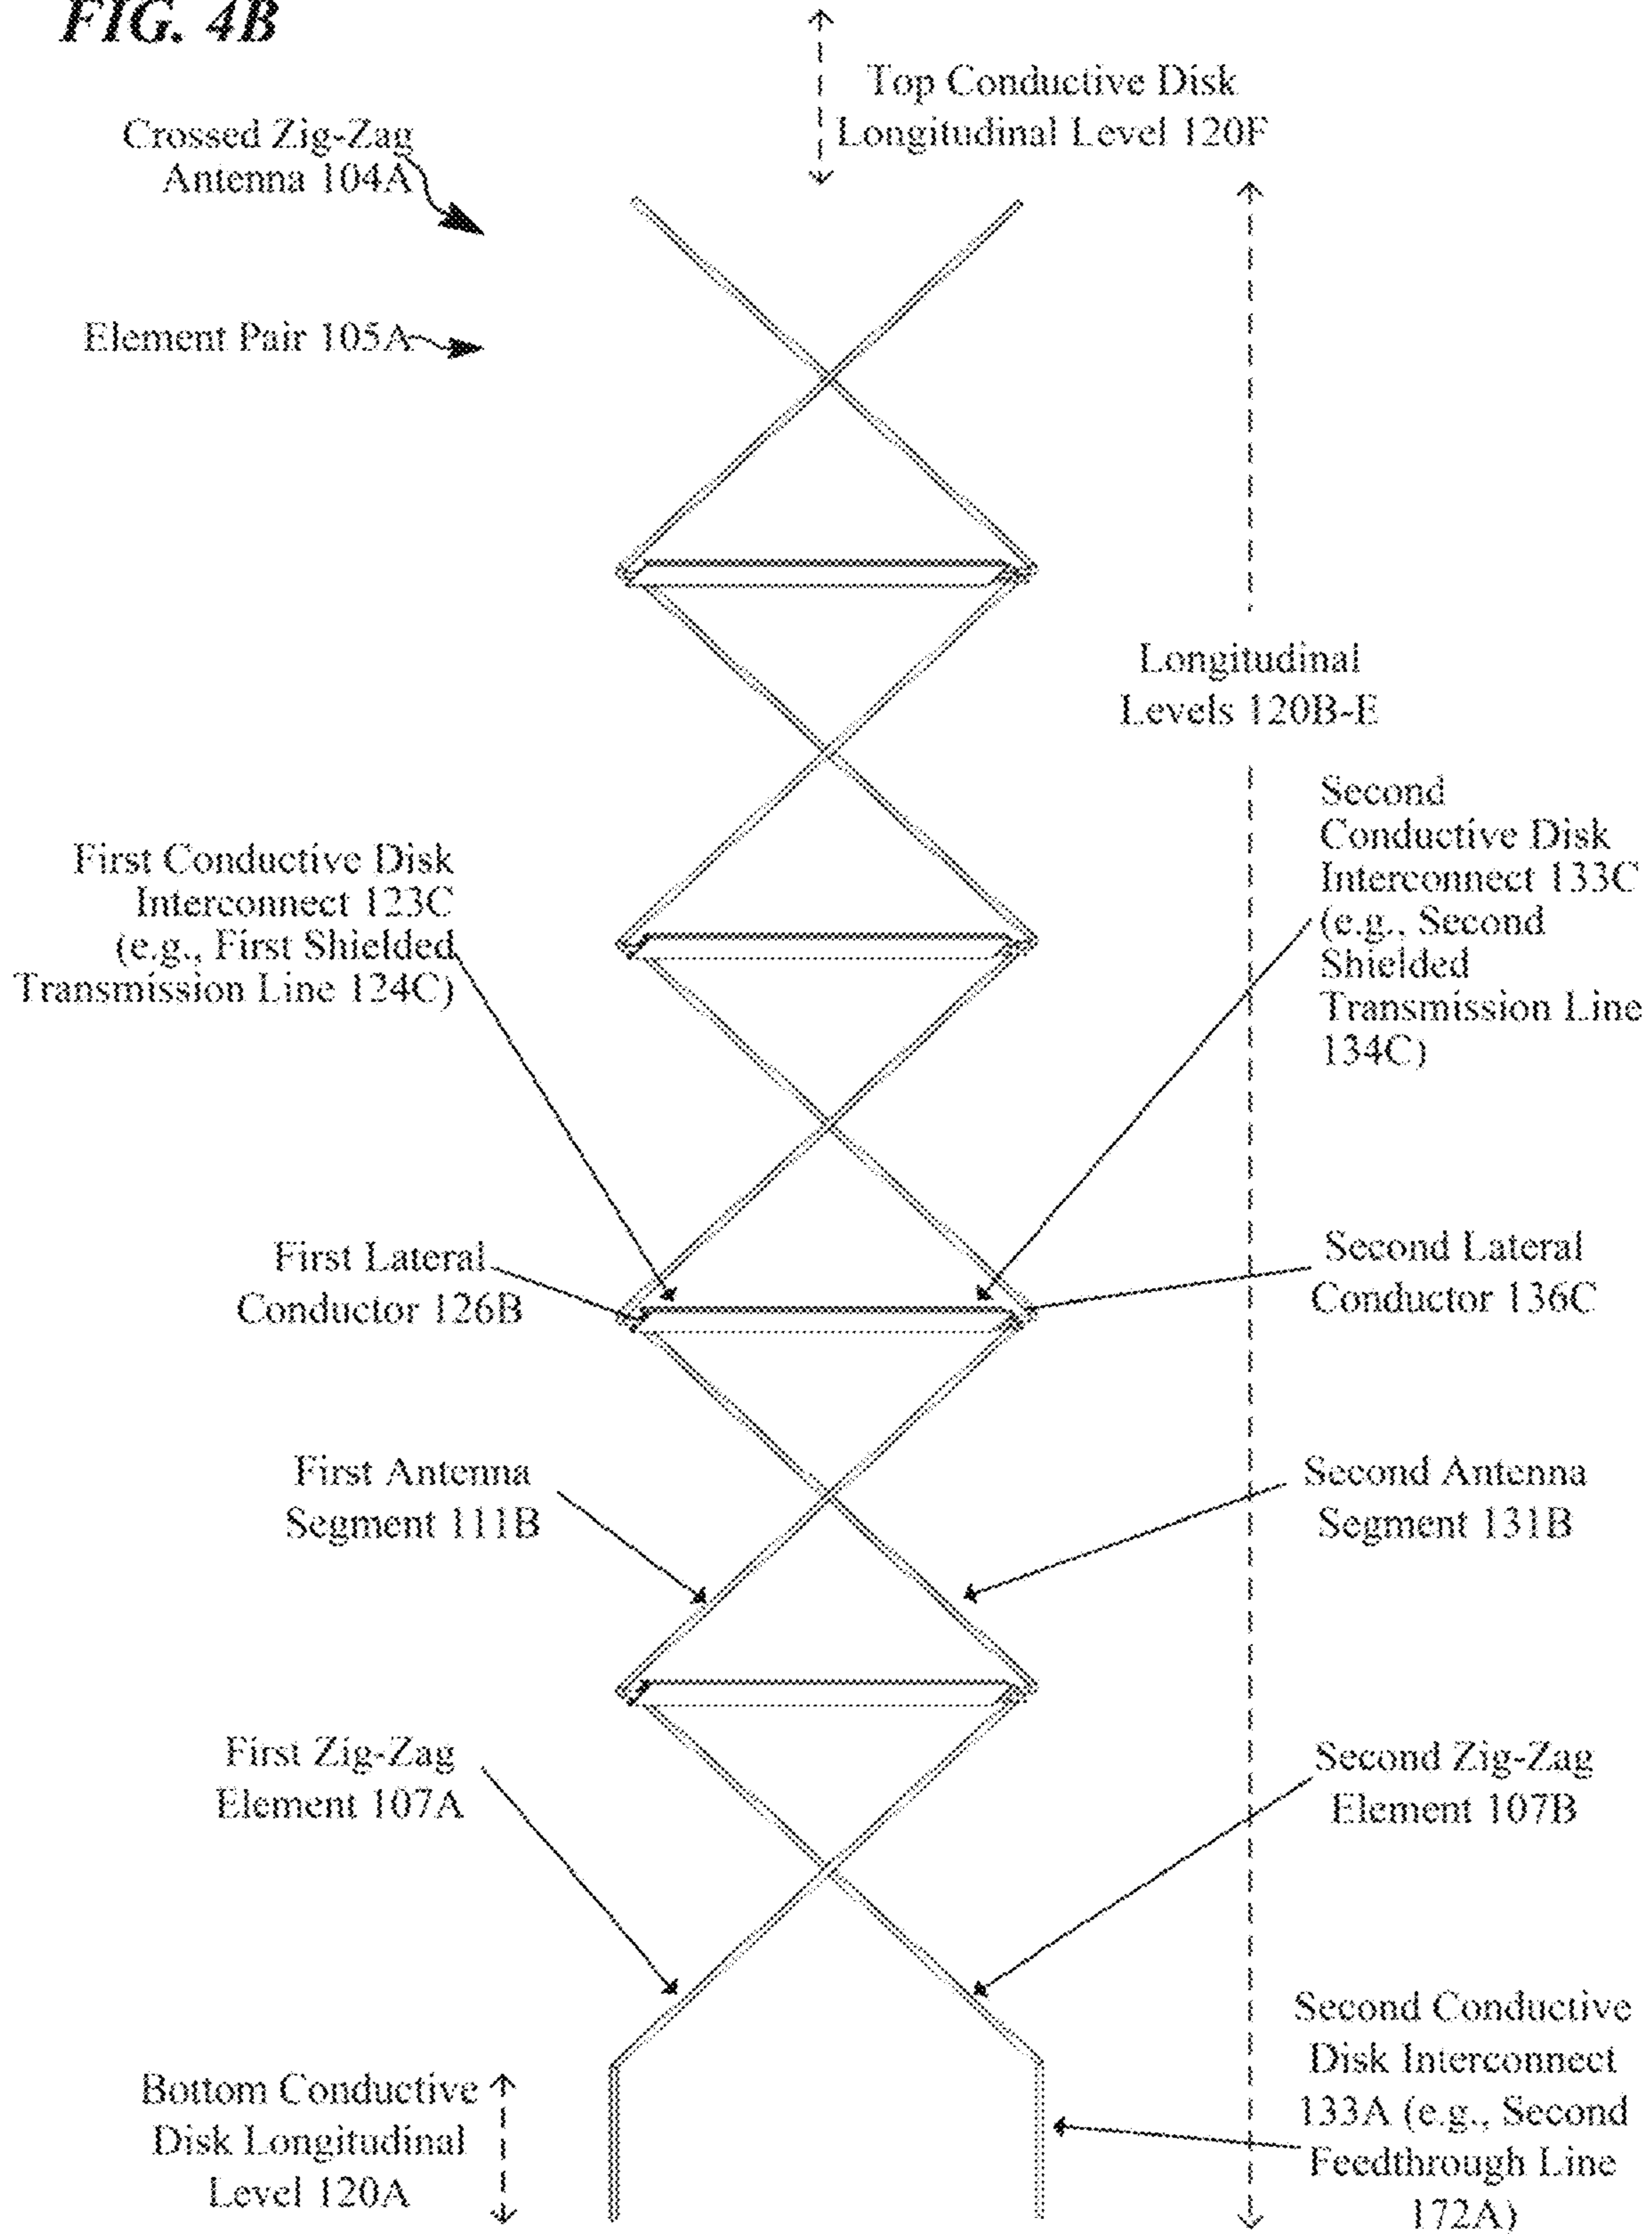 FIG. 4B
Top Conductive Disk
Longitudinal Level 120F
Crossed Zig-Zag
Antenna 104A
Element Pair 105A
Longitudinal
Levels 120B-E
Second
Conductive Disk
Interconnect 133C
(e.g., Second
Shielded
Transmission Line
134C)
First Conductive Disk
Interconnect 123C
(e.g., First Shielded
Transmission Line 124C)
First Lateral
Conductor 126B
Second Lateral
Conductor 136C
First Antenna
Segment 111B
Second Antenna
Segment 131B
First Zig-Zag
Element 107A
Second Zig-Zag
Element 107B
Bottom Conductive
Disk Longitudinal
Level 120A
Second Conductive
Disk Interconnect
133A (e.g., Second
Feedthrough Line
172A)